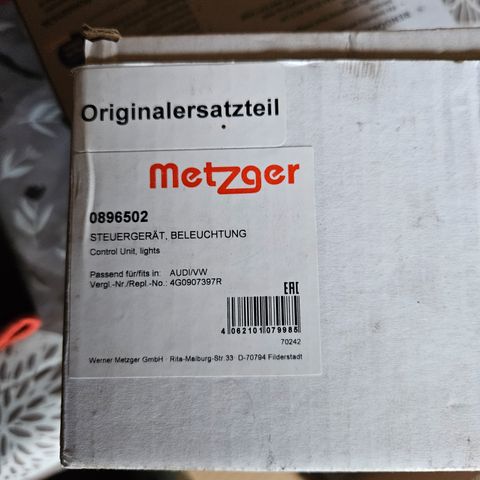 Originalersatzteil
metzger
0896502
STEUERGERÄT, BELEUCHTUNG
Control Unit, lights
Passend für/fits in: AUDI/VW
Vergl.-Nr./Repl.-No.: 4G0907397R
EAC
4 062101 079985
70242
Werner Metzger GmbH · Rita-Maiburg-Str. 33 · D-70794 Filderstadt